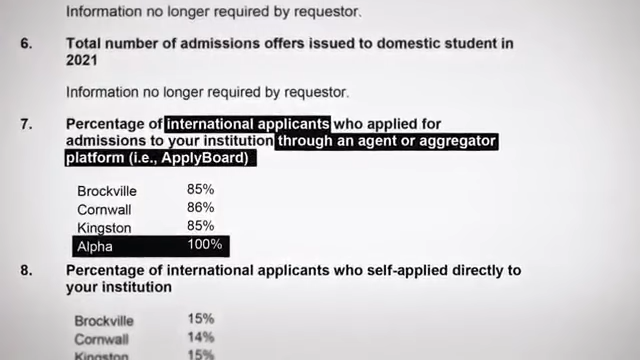 Information no longer required by requestor.
6. Total number of admissions offers issued to domestic student in
2021
Information no longer required by requestor.
7. Percentage of international applicants who applied for
admissions to your institution through an agent or aggregator
platform (i.e., ApplyBoard)
Brockville 85%
Cornwall 86%
Kingston 85%
Alpha 100%
8. Percentage of international applicants who self-applied directly to
your institution
Brockville 15%
Cornwall 14%
Kingston 15%